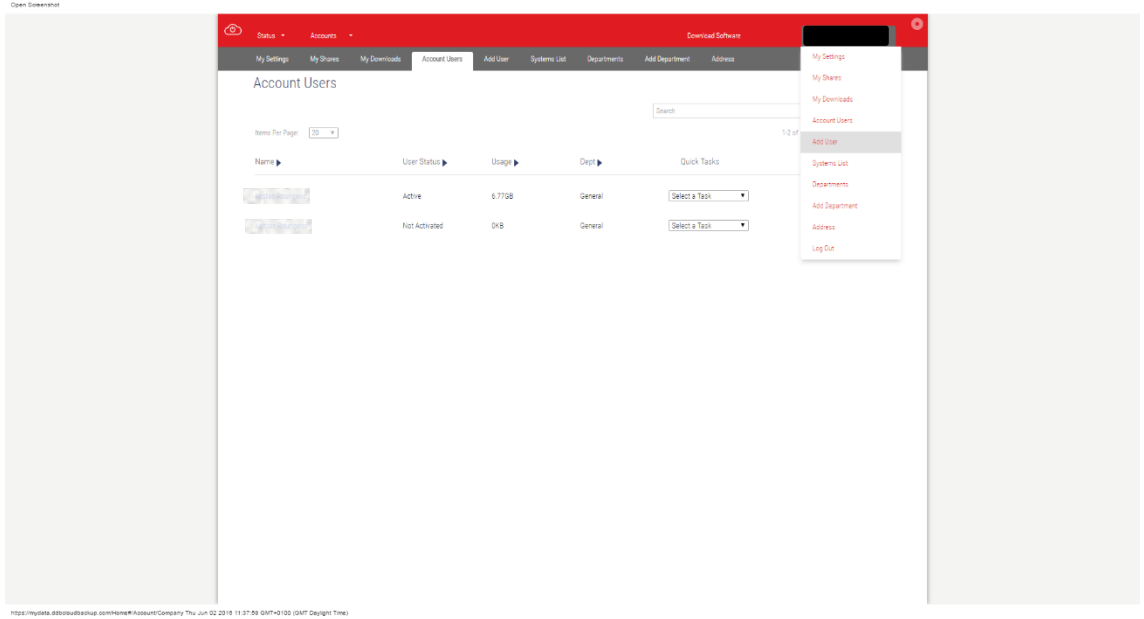 Open Screenshot
Status Accounts Download Software
My Settings My Shares My Downloads Account Users Add User Systems List Departments Add Department Address
Account Users
Search
Items Per Page: 20 1-2 of
Name User Status Usage Dept Quick Tasks
Active 6.77GB General Select a Task
Not Activated 0KB General Select a Task
My Settings
My Shares
My Downloads
Account Users
Add User
Systems List
Departments
Add Department
Address
Log Out
https://mydata.ddbcloudbackup.com/Home#/Account/Company Thu Jun 02 2016 11:37:58 GMT+0100 (GMT Daylight Time)